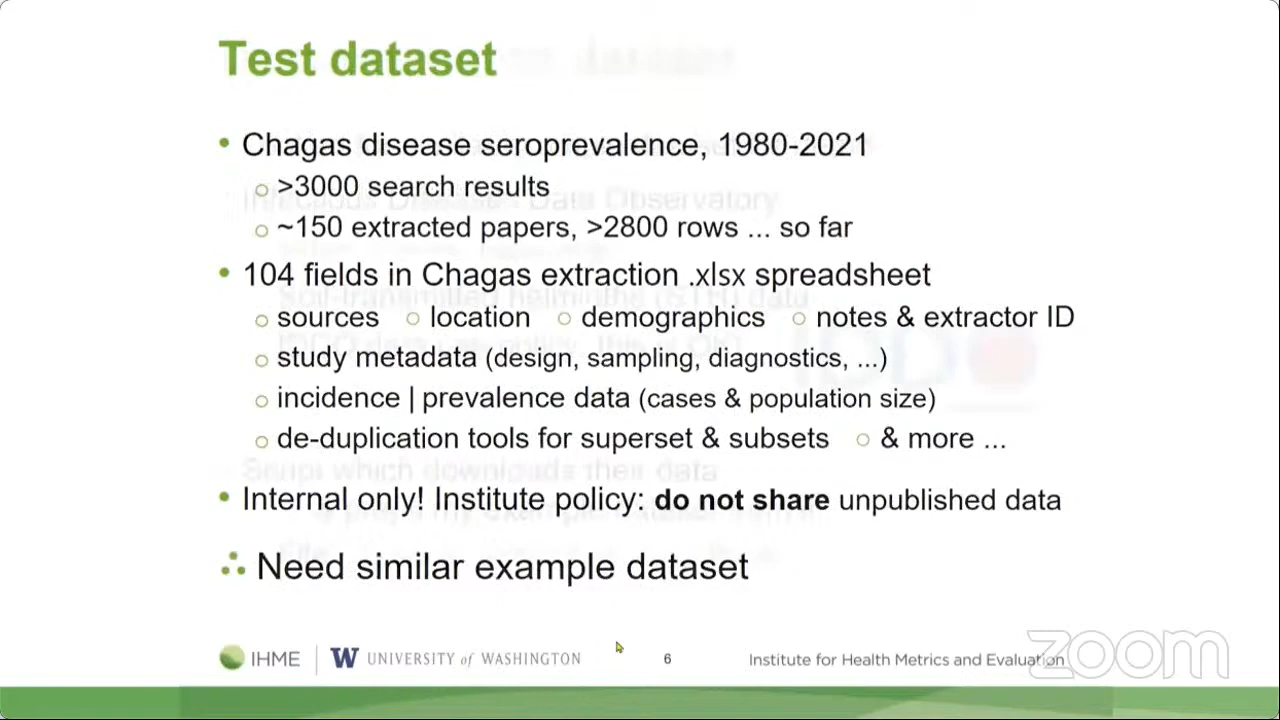 Test dataset
• Chagas disease seroprevalence, 1980-2021
○ >3000 search results
○ ~150 extracted papers, >2800 rows ... so far
• 104 fields in Chagas extraction .xlsx spreadsheet
○ sources ○ location ○ demographics ○ notes & extractor ID
○ study metadata (design, sampling, diagnostics, ...)
○ incidence | prevalence data (cases & population size)
○ de-duplication tools for superset & subsets ○ & more ...
• Internal only! Institute policy: do not share unpublished data
∴ Need similar example dataset
IHME | W UNIVERSITY of WASHINGTON 6 Institute for Health Metrics and Evaluation
zoom